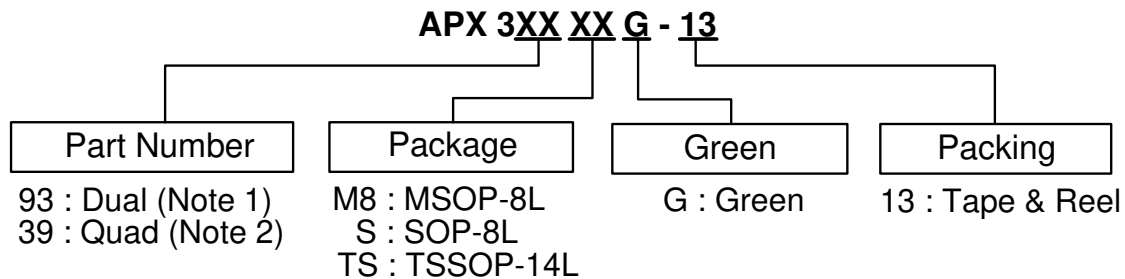 APX 3XX XX G - 13
Part Number
Package
Green
Packing
93 : Dual (Note 1)
39 : Quad (Note 2)
M8 : MSOP-8L
S : SOP-8L
TS : TSSOP-14L
G : Green
13 : Tape & Reel